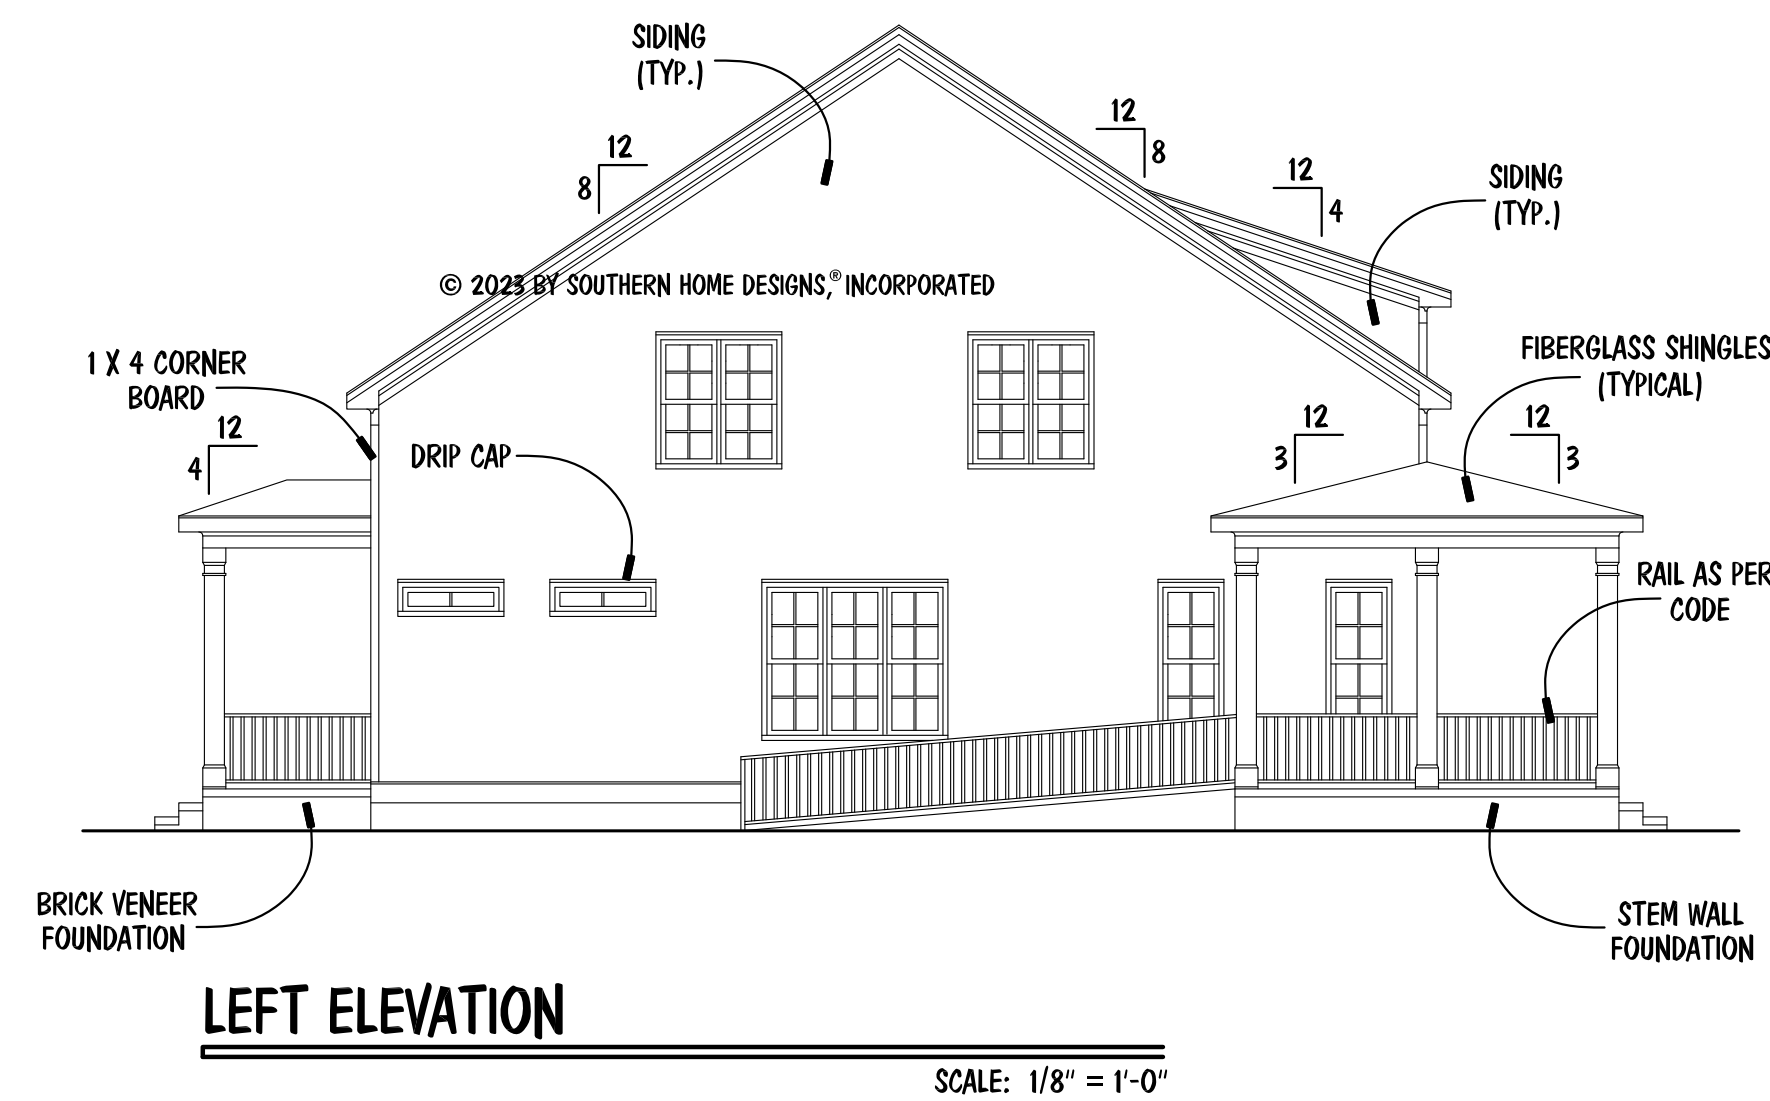 SIDING
(TYP.)
12
8
12
8
12
4
SIDING
(TYP.)
© 2023 BY SOUTHERN HOME DESIGNS,® INCORPORATED
1 X 4 CORNER
BOARD
FIBERGLASS SHINGLES
(TYPICAL)
12
4
DRIP CAP
12
3
12
3
RAIL AS PER
CODE
BRICK VENEER
FOUNDATION
STEM WALL
FOUNDATION
LEFT ELEVATION
SCALE: 1/8" = 1'-0"